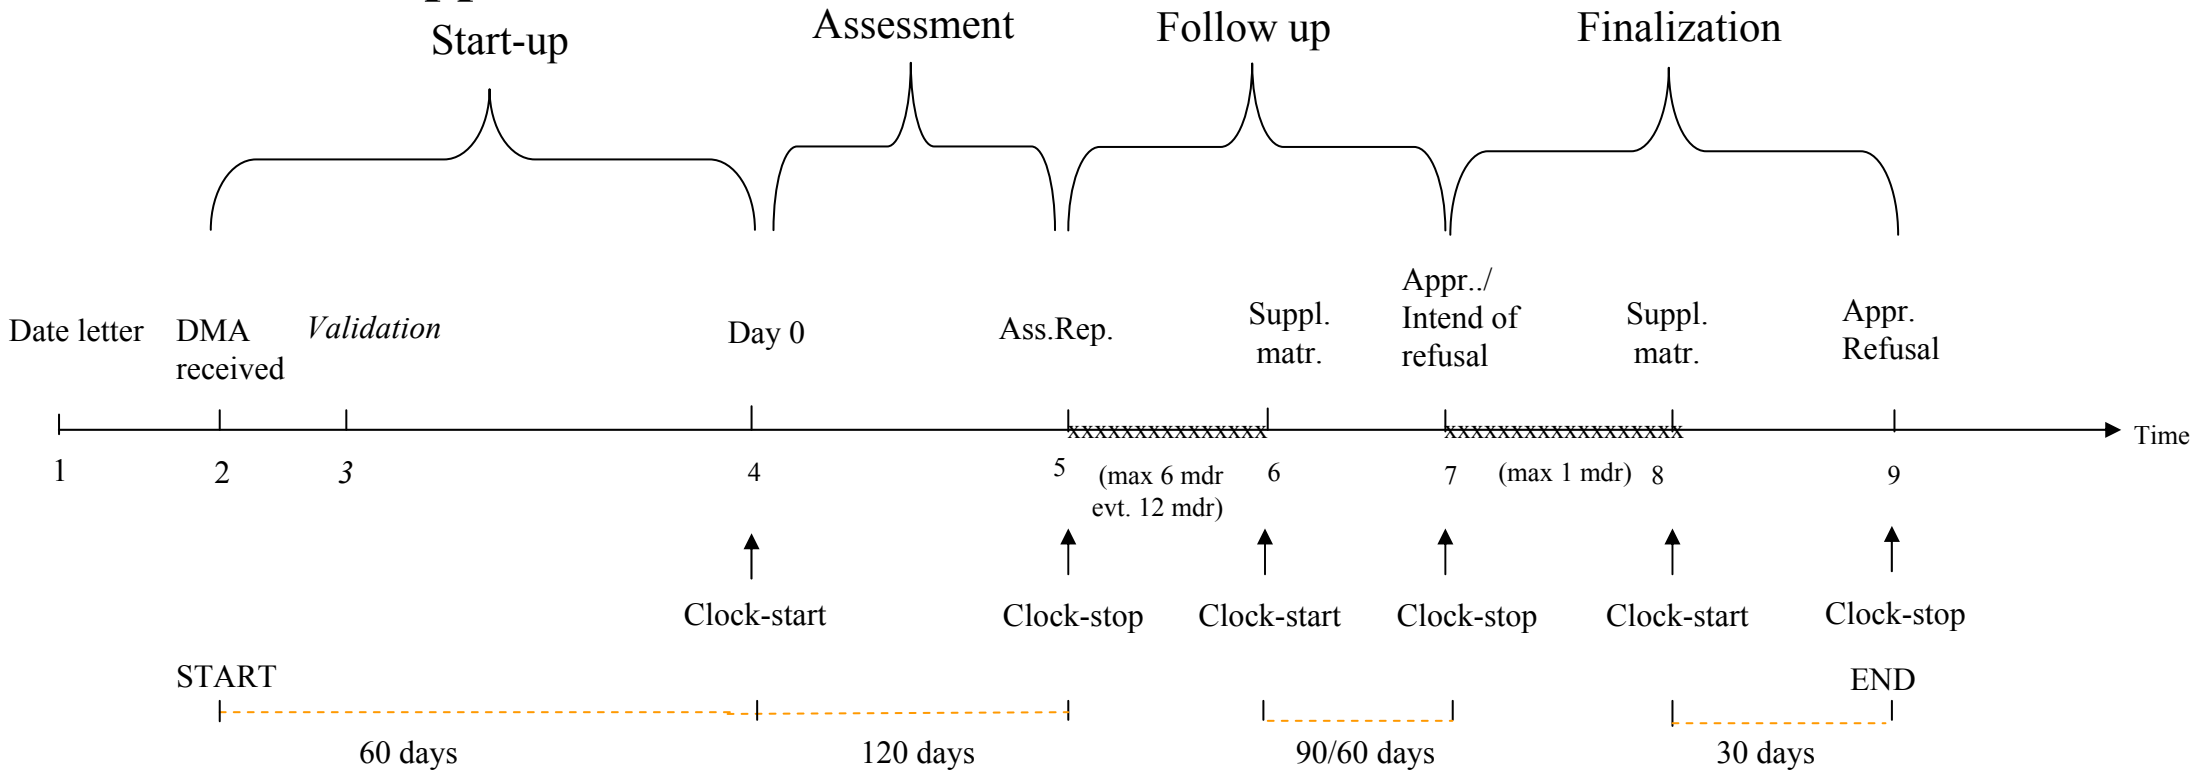 Start-up
Assessment
Follow up
Finalization
Date letter
DMA
received
Validation
Day 0
Ass.Rep.
Suppl.
matr.
Appr../
Intend of
refusal
Suppl.
matr.
Appr.
Refusal
xxxxxxxxxxxxxxx
xxxxxxxxxxxxxxxxxx
Time
1
2
3
4
5
(max 6 mdr
evt. 12 mdr)
6
7
(max 1 mdr)
8
9
Clock-start
Clock-stop
Clock-start
Clock-stop
Clock-start
Clock-stop
START
END
60 days
120 days
90/60 days
30 days